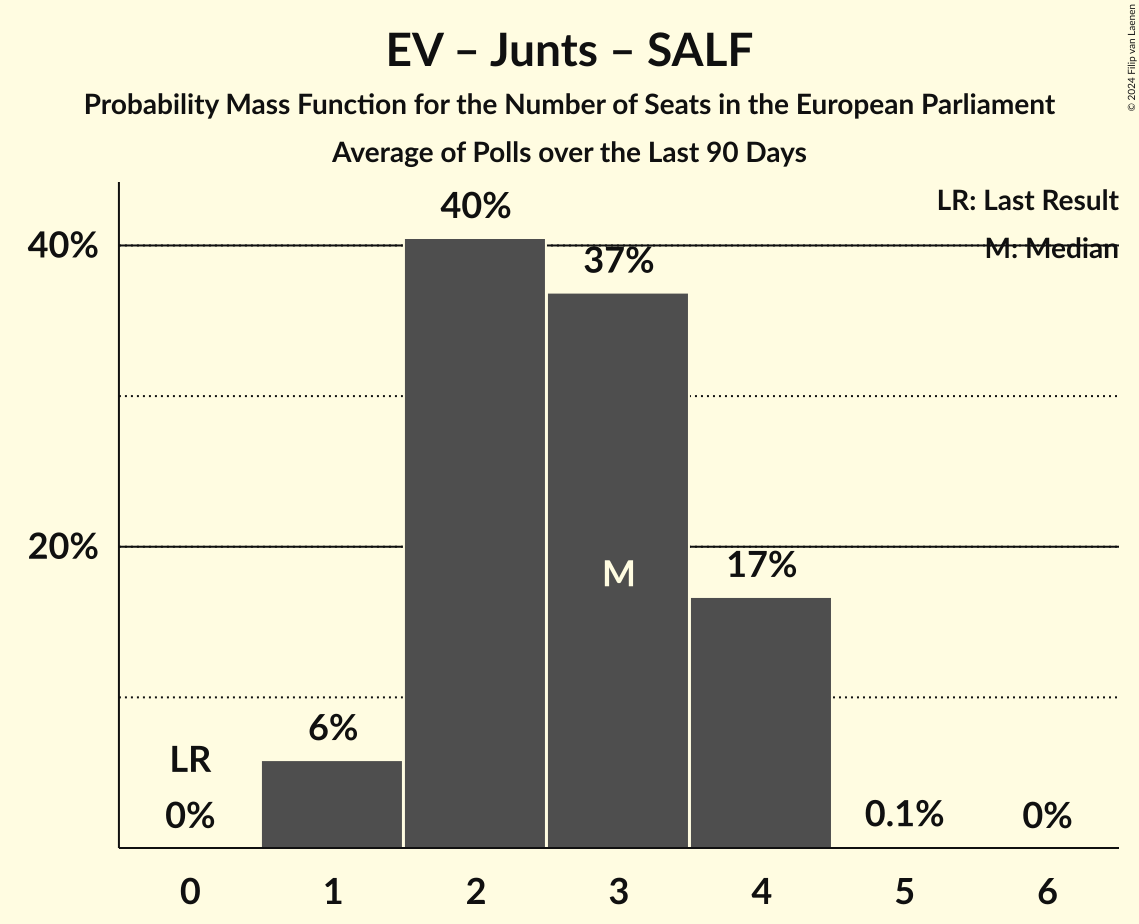 EV – Junts – SALF
Probability Mass Function for the Number of Seats in the European Parliament
Average of Polls over the Last 90 Days
© 2024 Filip van Laenen
LR: Last Result
M: Median
40%
20%
LR
0%
6%
40%
37%
M
17%
0.1%
0%
0 1 2 3 4 5 6